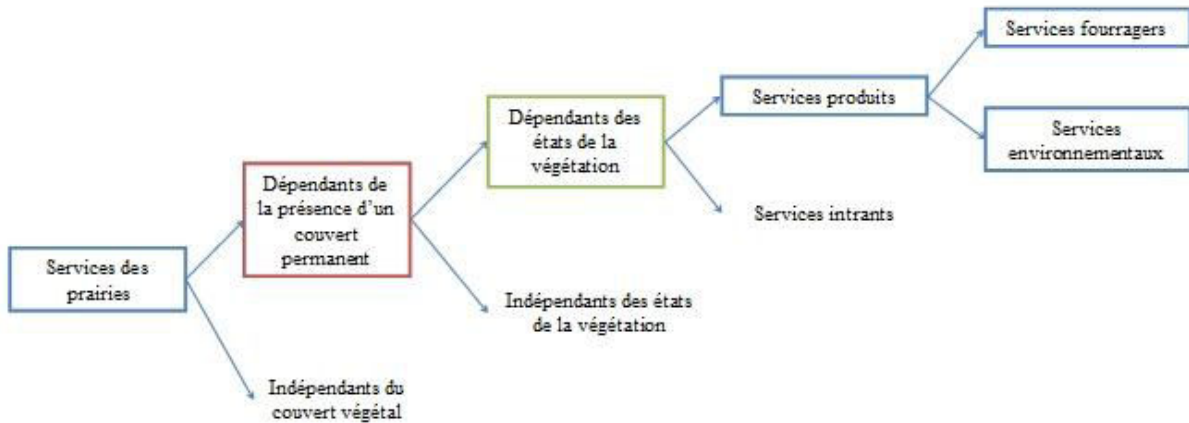 Services des
prairies
Dépendants de
la présence d'un
couvert
permanent
Indépendants du
couvert végétal
Dépendants des
états de la
végétation
Indépendants des états
de la végétation
Services produits
Services intrants
Services fourragers
Services
environnementaux